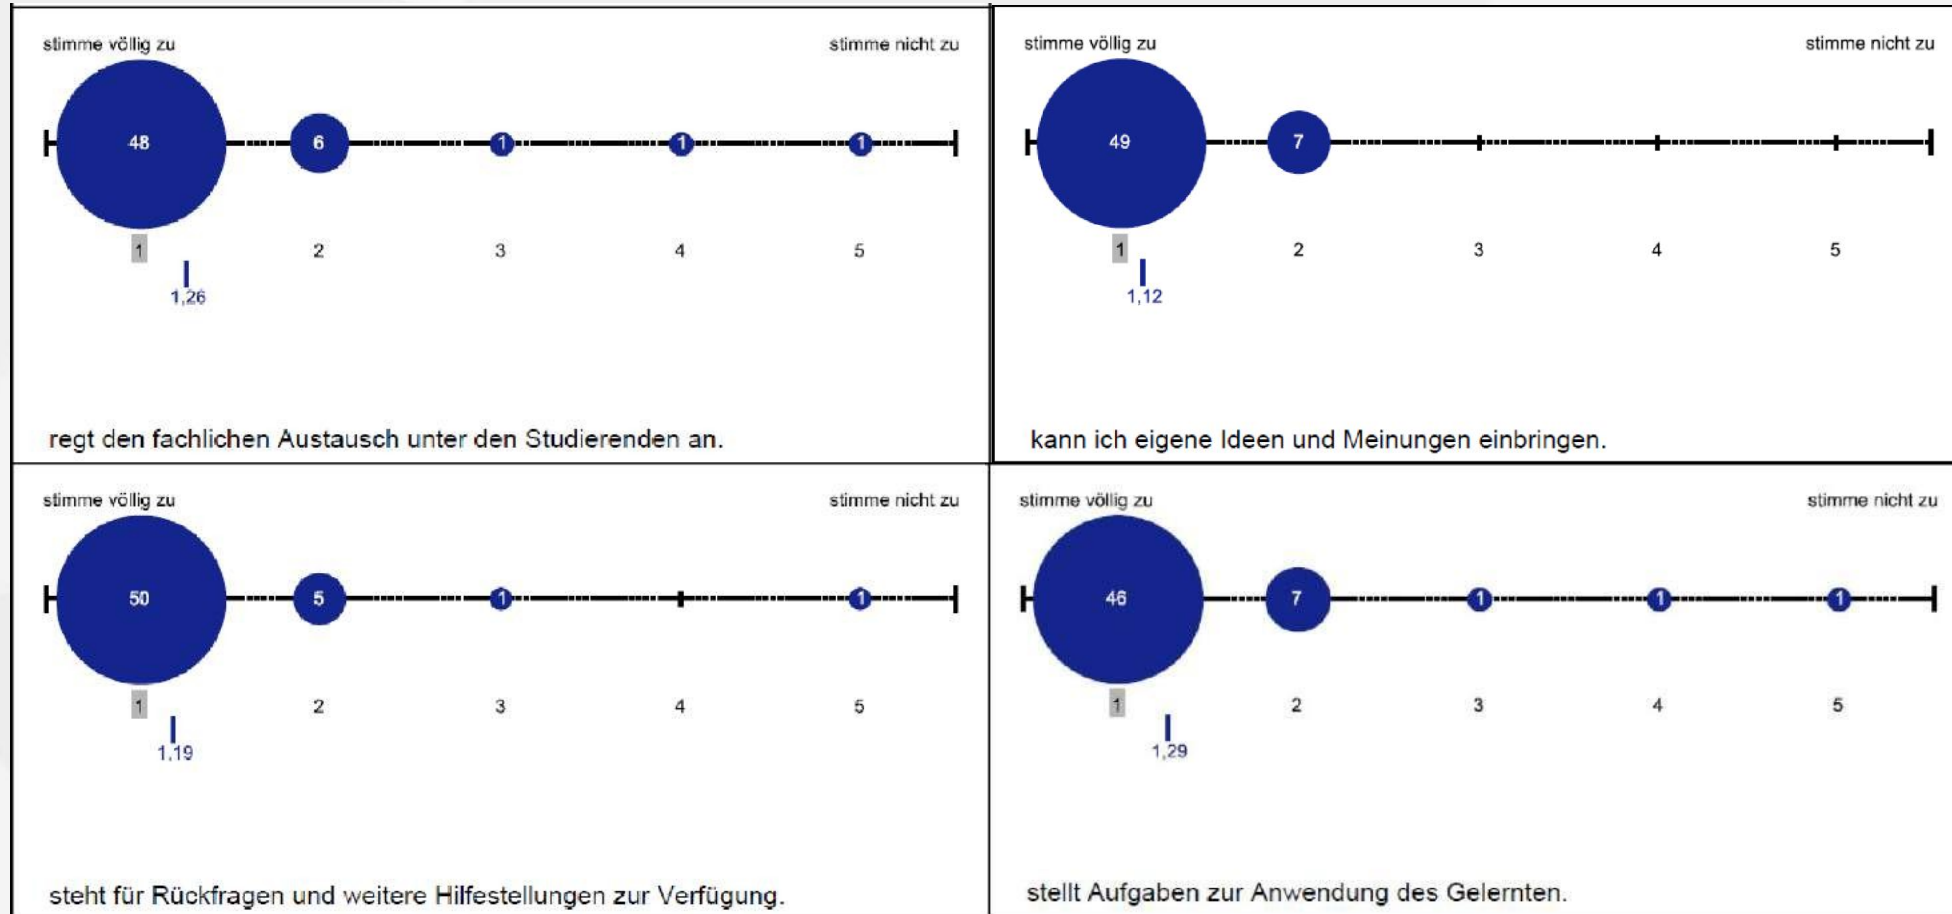 stimme völlig zu stimme nicht zu
48 6 1 1 1
1 2 3 4 5
1,26
regt den fachlichen Austausch unter den Studierenden an.
stimme völlig zu stimme nicht zu
49 7
1 2 3 4 5
1,12
kann ich eigene Ideen und Meinungen einbringen.
stimme völlig zu stimme nicht zu
50 5 1 1
1 2 3 4 5
1,19
steht für Rückfragen und weitere Hilfestellungen zur Verfügung.
stimme völlig zu stimme nicht zu
46 7 1 1 1
1 2 3 4 5
1,29
stellt Aufgaben zur Anwendung des Gelernten.